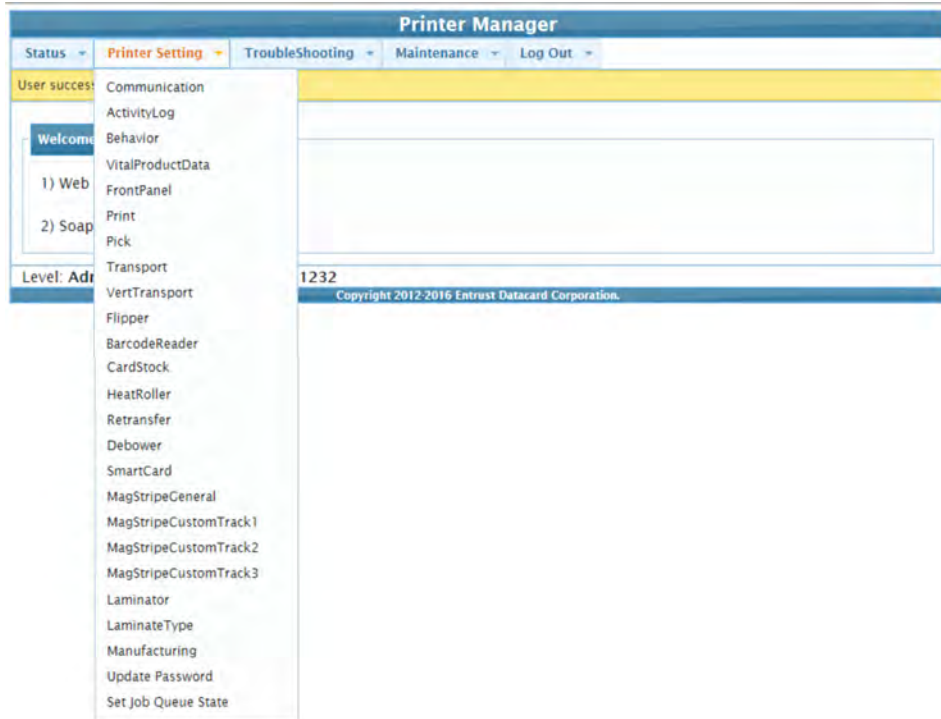 Printer Manager
Status Printer Setting TroubleShooting Maintenance Log Out
User success
Communication
ActivityLog
Welcome
Behavior
VitalProductData
1) Web
FrontPanel
Print
2) Soap
Pick
Transport
Level: Adr 1232
VertTransport
Copyright 2012-2016 Entrust Datacard Corporation.
Flipper
BarcodeReader
CardStock
HeatRoller
Retransfer
Debower
SmartCard
MagStripeGeneral
MagStripeCustomTrack1
MagStripeCustomTrack2
MagStripeCustomTrack3
Laminator
LaminateType
Manufacturing
Update Password
Set Job Queue State